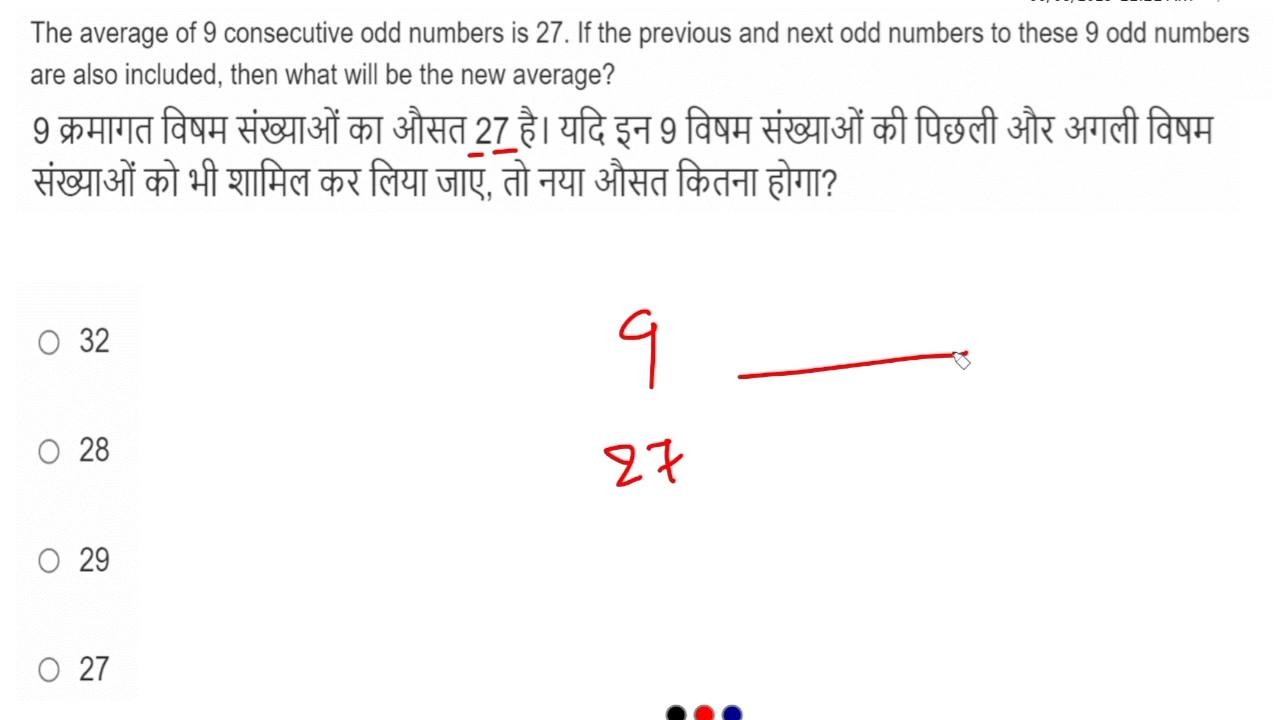 The average of 9 consecutive odd numbers is 27. If the previous and next odd numbers to these 9 odd numbers
are also included, then what will be the new average?
9 क्रमागत विषम संख्याओं का औसत 27 है। यदि इन 9 विषम संख्याओं की पिछली और अगली विषम
संख्याओं को भी शामिल कर लिया जाए, तो नया औसत कितना होगा?
32
9
28
27
29
27